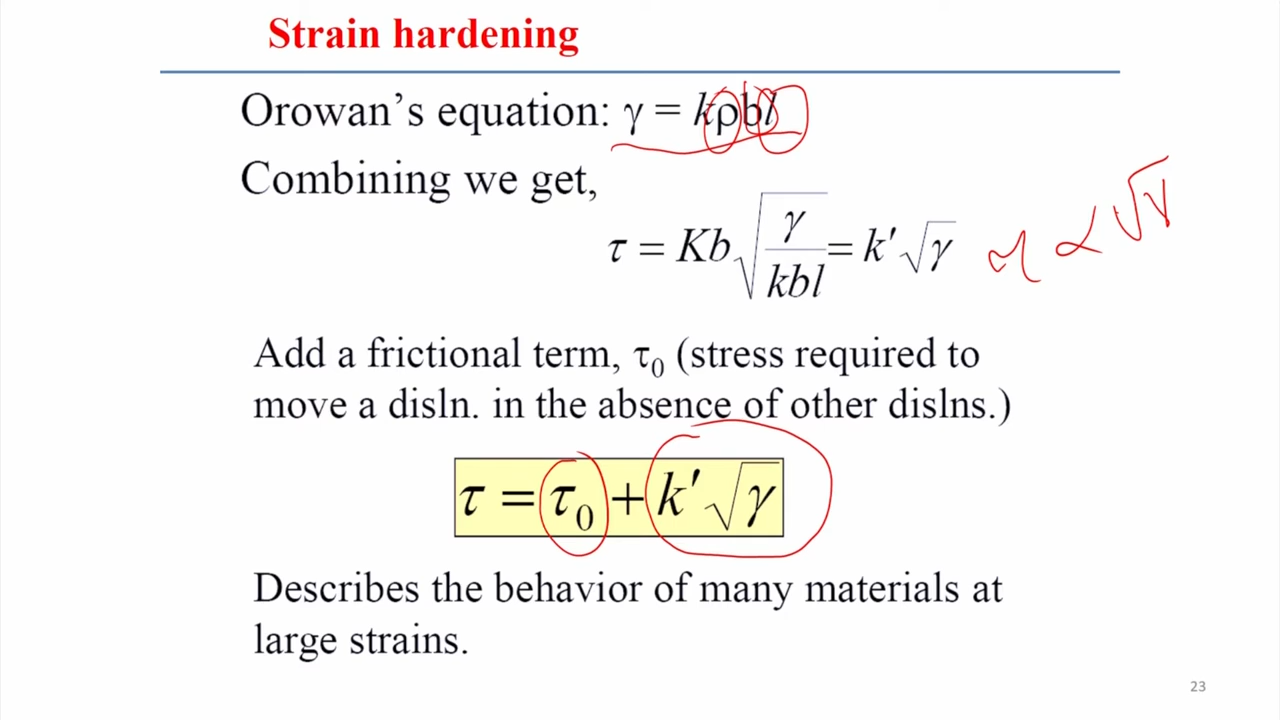 Strain hardening
Orowan's equation: γ = kρbl
Combining we get,
τ = Kb√(γ/kbl) = k′√γ
∝ √γ
Add a frictional term, τ₀ (stress required to
move a disln. in the absence of other dislns.)
τ = τ₀ + k′√γ
Describes the behavior of many materials at
large strains.
23